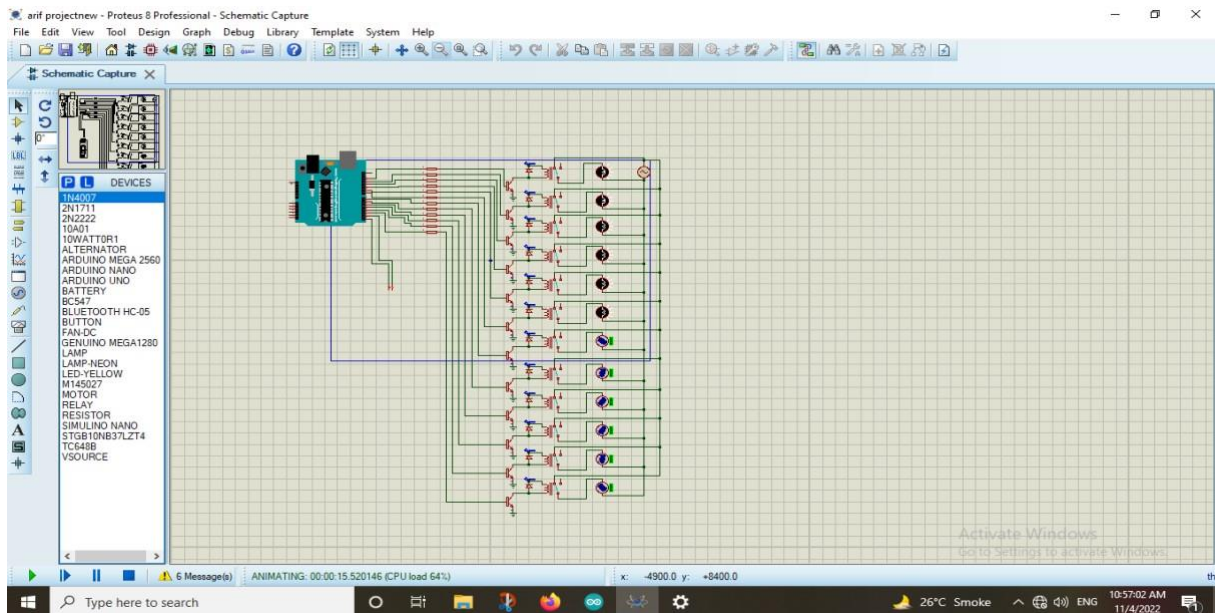 arif projectnew - Proteus 8 Professional - Schematic Capture
File Edit View Tool Design Graph Debug Library Template System Help
Schematic Capture
0°
P L DEVICES
1N4007
2N1711
2N2222
10A01
10WATT0R1
ALTERNATOR
ARDUINO MEGA 2560
ARDUINO NANO
ARDUINO UNO
BATTERY
BC547
BLUETOOTH HC-05
BUTTON
FAN-DC
GENUINO MEGA1280
LAMP
LAMP-NEON
LED-YELLOW
M145027
MOTOR
RELAY
RESISTOR
SIMULINO NANO
STGB10NB37LZT4
TC648B
VSOURCE
Activate Windows
Go to Settings to activate Windows.
6 Message(s) ANIMATING: 00:00:15.520146 (CPU load 64%) x: -4900.0 y: +8400.0 th
Type here to search 26°C Smoke ENG 10:57:02 AM
11/4/2022